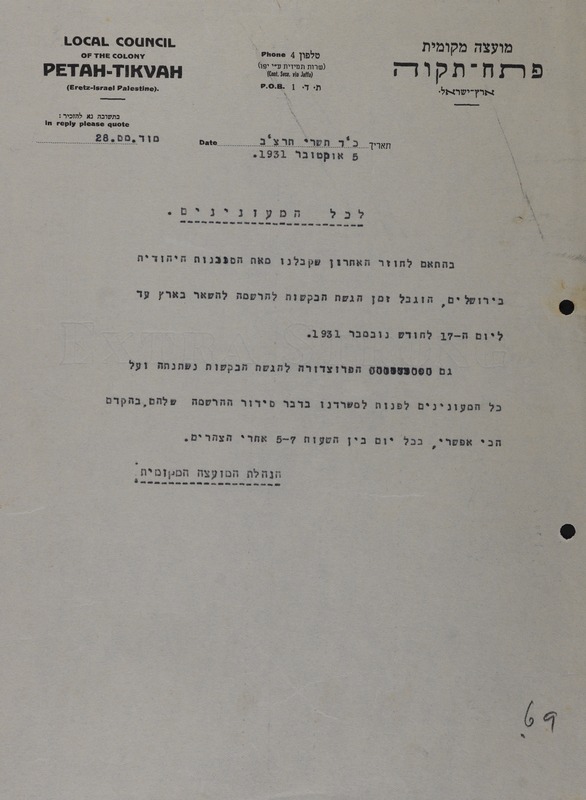 LOCAL COUNCIL
OF THE COLONY
PETAH-TIKVAH
(Eretz-Israel Palestine).
Phone 4 טלפון
(שרות תמידית ע״י יפו)
(Cont. Serv. via Jaffa)
P.O.B. 1 ת. ד.
מועצה מקומית
פתח-תקוה
ארץ-ישראל.
בתשובה נא להזכיר:
In reply please quote
מוד.מם.28
Date כ"ד תשרי תרצ"ב תאריך
5 אוקטובר 1931.
לכל המעונינים.
בהתאם לחוזר האחרון שקבלנו מאת הסוכנות היהודית
בירושלים, הוגבל זמן הגשת הבקשות להרשמה להשאר בארץ עד
ליום ה-17 לחודש נובמבר 1931.
גם הפרוצדורה להגשת הבקשות נשתנתה ועל
כל המעונינים לפנות למשרדנו בדבר סידור ההרשמה שלהם,בהקדם
הכי אפשרי, בכל יום בין השעות 5-7 אחרי הצהרים.
הנהלת המועצה המקומית
69